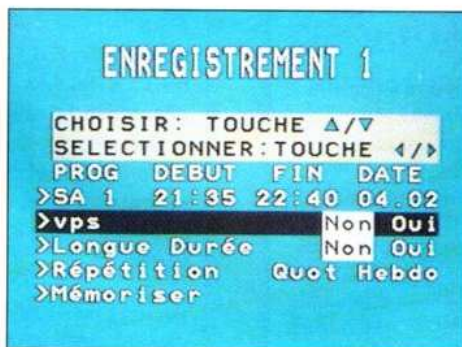 ENREGISTREMENT 1
CHOISIR: TOUCHE △/▽
SELECTIONNER:TOUCHE ◁/▷
PROG DEBUT FIN DATE
>SA 1 21:35 22:40 04.02
>vps Non Oui
>Longue Durée Non Oui
>Répétition Quot Hebdo
>Mémoriser